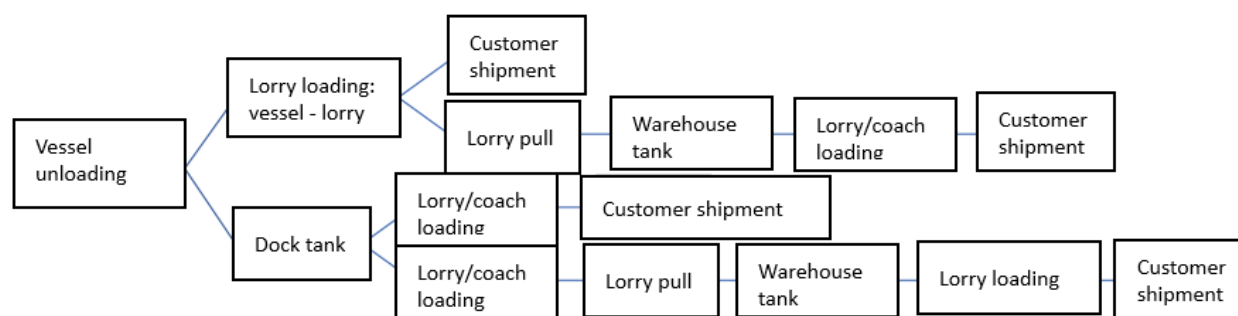 Customer
shipment
Lorry loading:
vessel - lorry
Lorry pull
Warehouse
tank
Lorry/coach
loading
Customer
shipment
Vessel
unloading
Lorry/coach
loading
Customer shipment
Dock tank
Lorry/coach
loading
Lorry pull
Warehouse
tank
Lorry loading
Customer
shipment